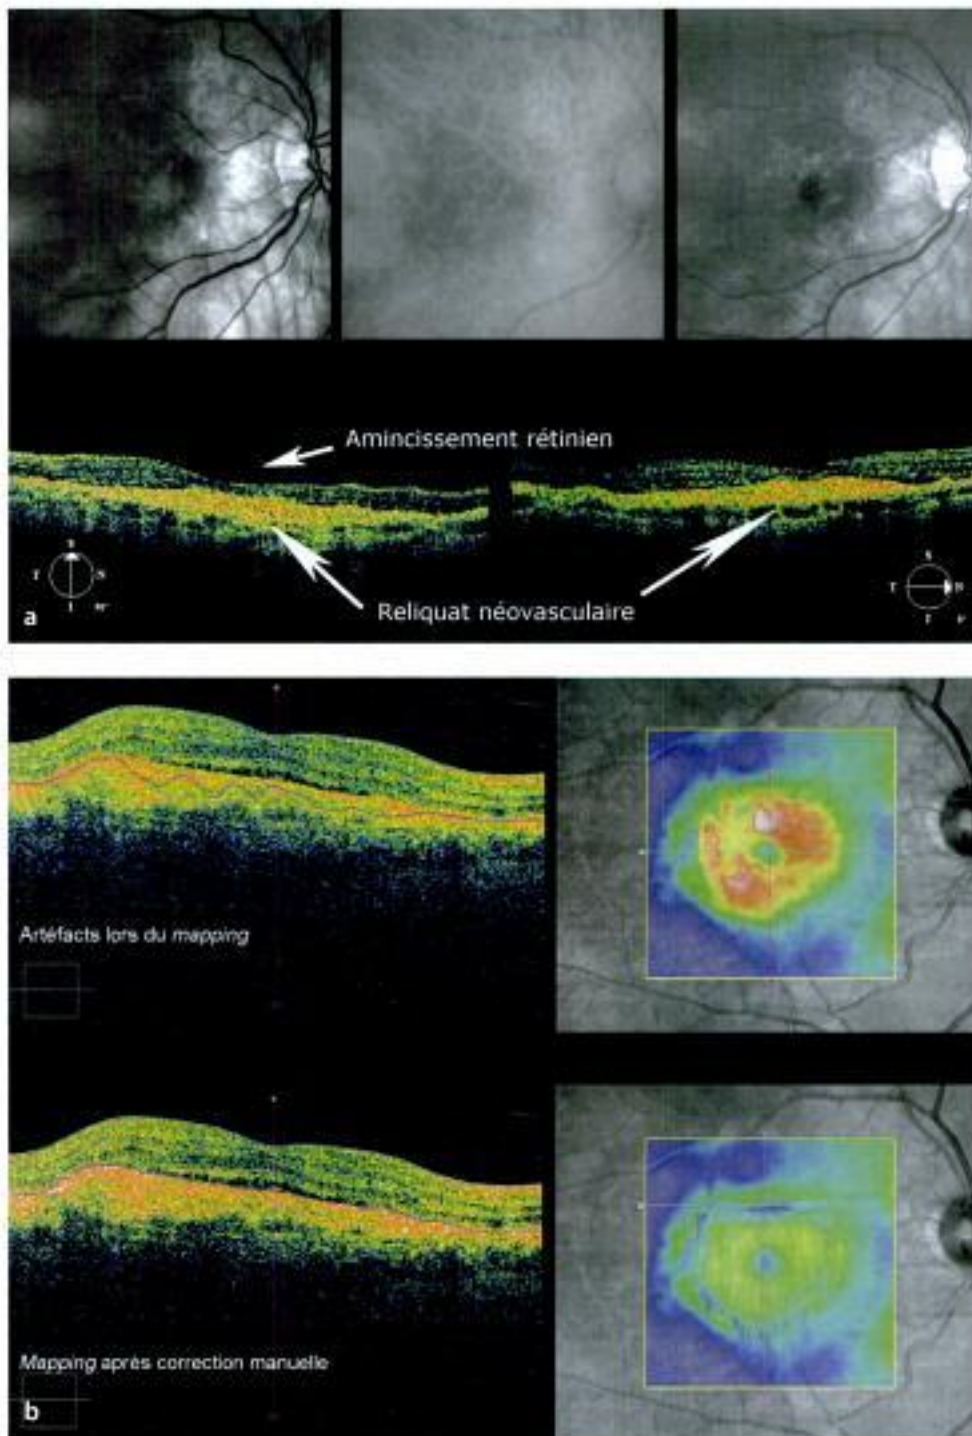 Amincissement rétinien
Reliquat néovasculaire
T
N
I
S
T
a
Artéfacts lors du mapping
Mapping après correction manuelle
b